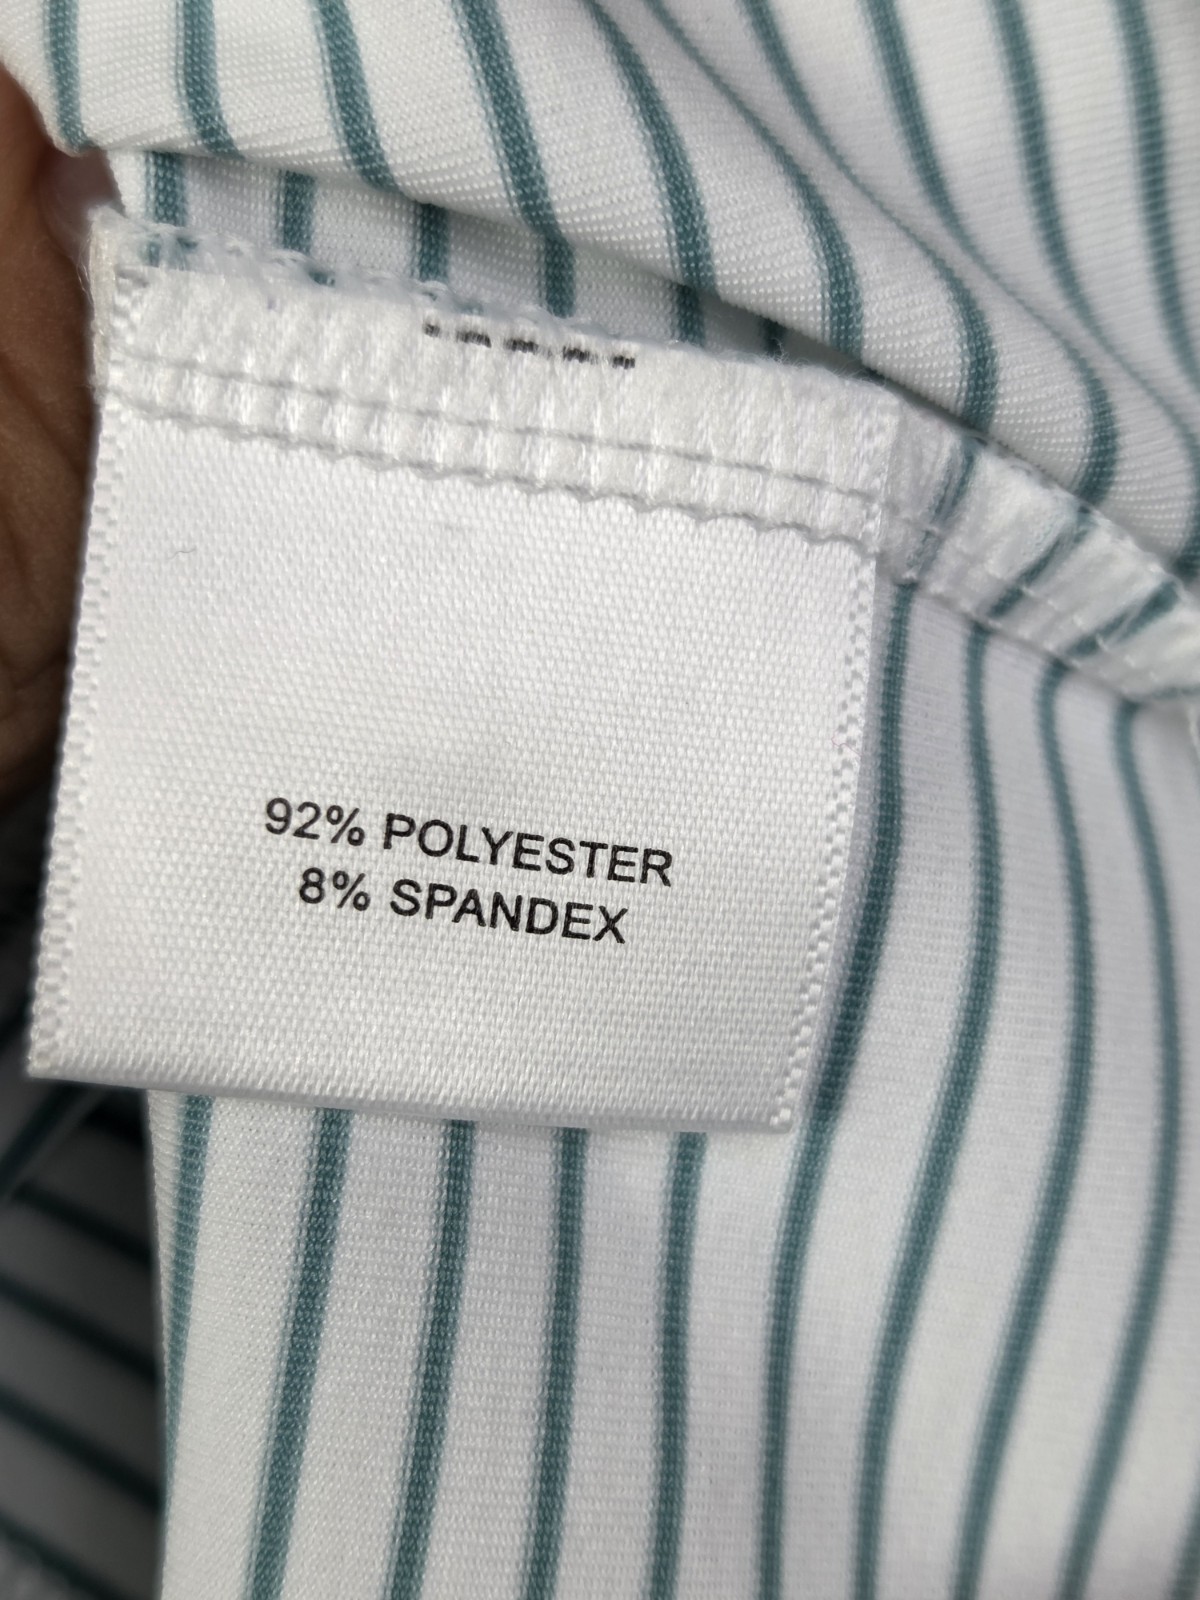 92% POLYESTER
8% SPANDEX